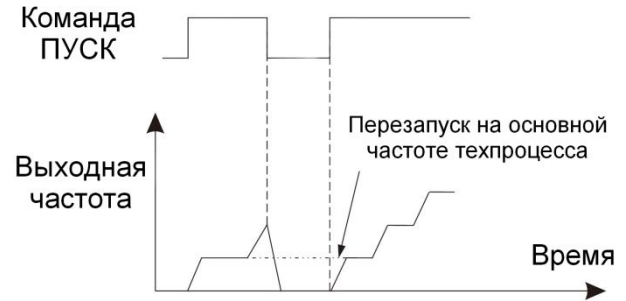 Команда
ПУСК
Перезапуск на основной
частоте техпроцесса
Выходная
частота
Время